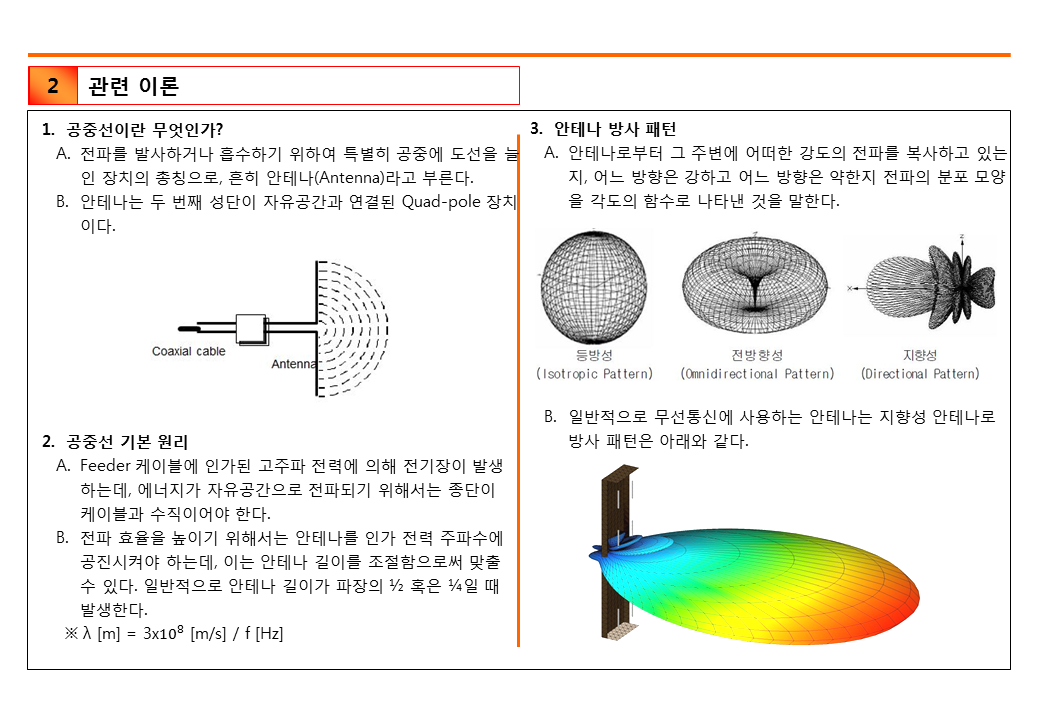 2 관련 이론
1. 공중선이란 무엇인가?
A. 전파를 발사하거나 흡수하기 위하여 특별히 공중에 도선을 늘
인 장치의 총칭으로, 흔히 안테나(Antenna)라고 부른다.
B. 안테나는 두 번째 성단이 자유공간과 연결된 Quad-pole 장치
이다.
Coaxial cable
Antenna
2. 공중선 기본 원리
A. Feeder 케이블에 인가된 고주파 전력에 의해 전기장이 발생
하는데, 에너지가 자유공간으로 전파되기 위해서는 종단이
케이블과 수직이어야 한다.
B. 전파 효율을 높이기 위해서는 안테나를 인가 전력 주파수에
공진시켜야 하는데, 이는 안테나 길이를 조절함으로써 맞출
수 있다. 일반적으로 안테나 길이가 파장의 ½ 혹은 ¼일 때
발생한다.
※ λ [m] = 3x10⁸ [m/s] / f [Hz]
3. 안테나 방사 패턴
A. 안테나로부터 그 주변에 어떠한 강도의 전파를 복사하고 있는
지, 어느 방향은 강하고 어느 방향은 약한지 전파의 분포 모양
을 각도의 함수로 나타낸 것을 말한다.
z
x
등방성
(Isotropic Pattern)
전방향성
(Omnidirectional Pattern)
지향성
(Directional Pattern)
B. 일반적으로 무선통신에 사용하는 안테나는 지향성 안테나로
방사 패턴은 아래와 같다.